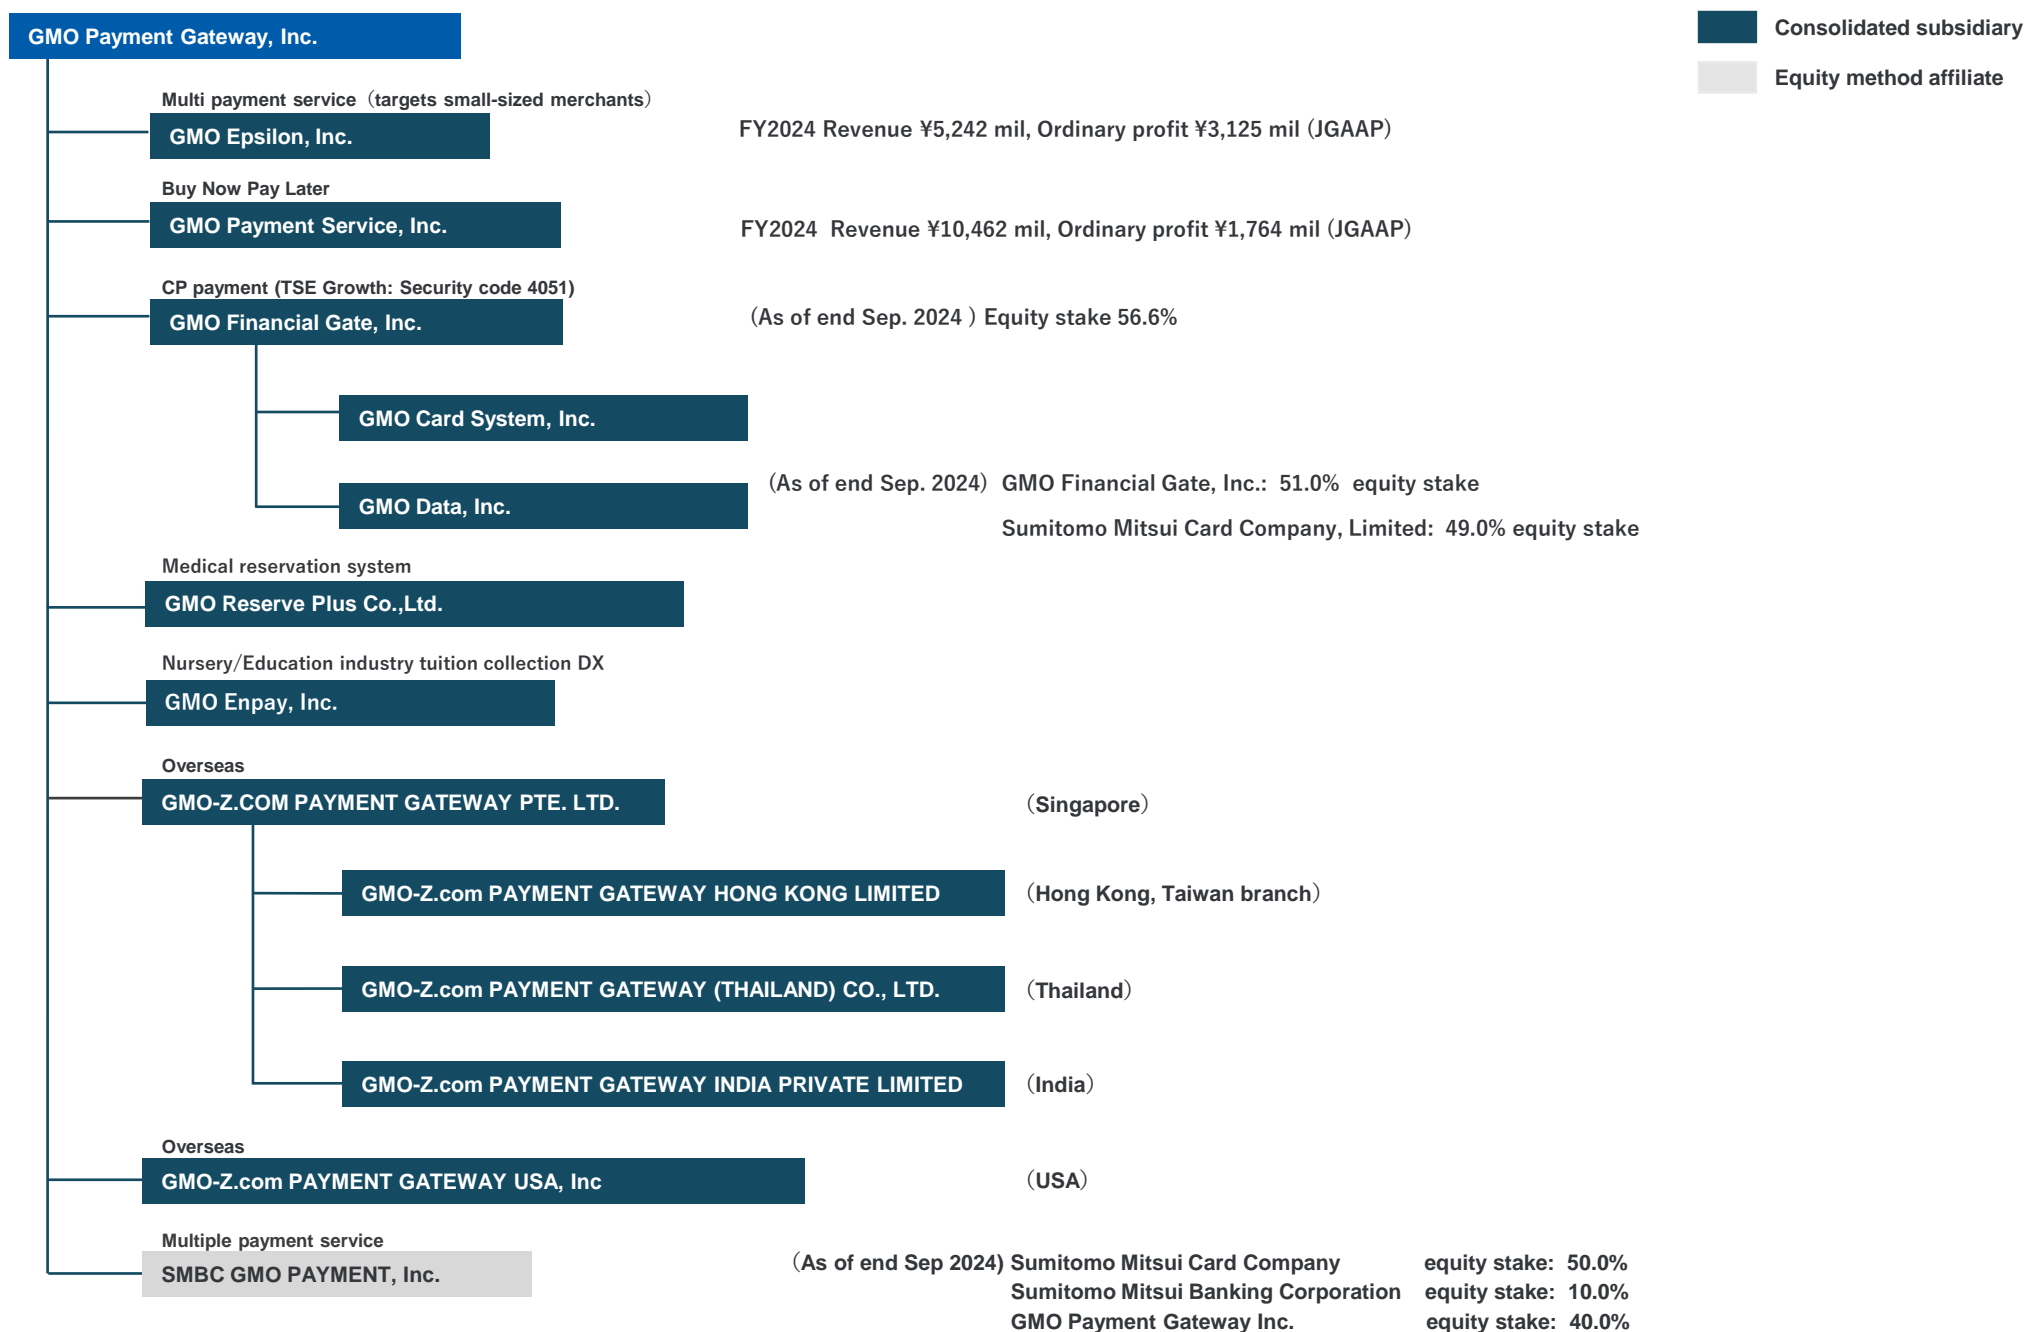 GMO Payment Gateway, Inc.
Consolidated subsidiary
Equity method affiliate
Multi payment service（targets small-sized merchants）
GMO Epsilon, Inc.
FY2024 Revenue ¥5,242 mil, Ordinary profit ¥3,125 mil (JGAAP)
Buy Now Pay Later
GMO Payment Service, Inc.
FY2024 Revenue ¥10,462 mil, Ordinary profit ¥1,764 mil (JGAAP)
CP payment (TSE Growth: Security code 4051)
GMO Financial Gate, Inc.
(As of end Sep. 2024 ) Equity stake 56.6%
GMO Card System, Inc.
GMO Data, Inc.
(As of end Sep. 2024) GMO Financial Gate, Inc.: 51.0% equity stake
Sumitomo Mitsui Card Company, Limited: 49.0% equity stake
Medical reservation system
GMO Reserve Plus Co.,Ltd.
Nursery/Education industry tuition collection DX
GMO Enpay, Inc.
Overseas
GMO-Z.COM PAYMENT GATEWAY PTE. LTD.
（Singapore）
GMO-Z.com PAYMENT GATEWAY HONG KONG LIMITED
（Hong Kong, Taiwan branch）
GMO-Z.com PAYMENT GATEWAY (THAILAND) CO., LTD.
（Thailand）
GMO-Z.com PAYMENT GATEWAY INDIA PRIVATE LIMITED
（India）
Overseas
GMO-Z.com PAYMENT GATEWAY USA, Inc
（USA）
Multiple payment service
SMBC GMO PAYMENT, Inc.
（As of end Sep 2024) Sumitomo Mitsui Card Company equity stake: 50.0%
Sumitomo Mitsui Banking Corporation equity stake: 10.0%
GMO Payment Gateway Inc. equity stake: 40.0%